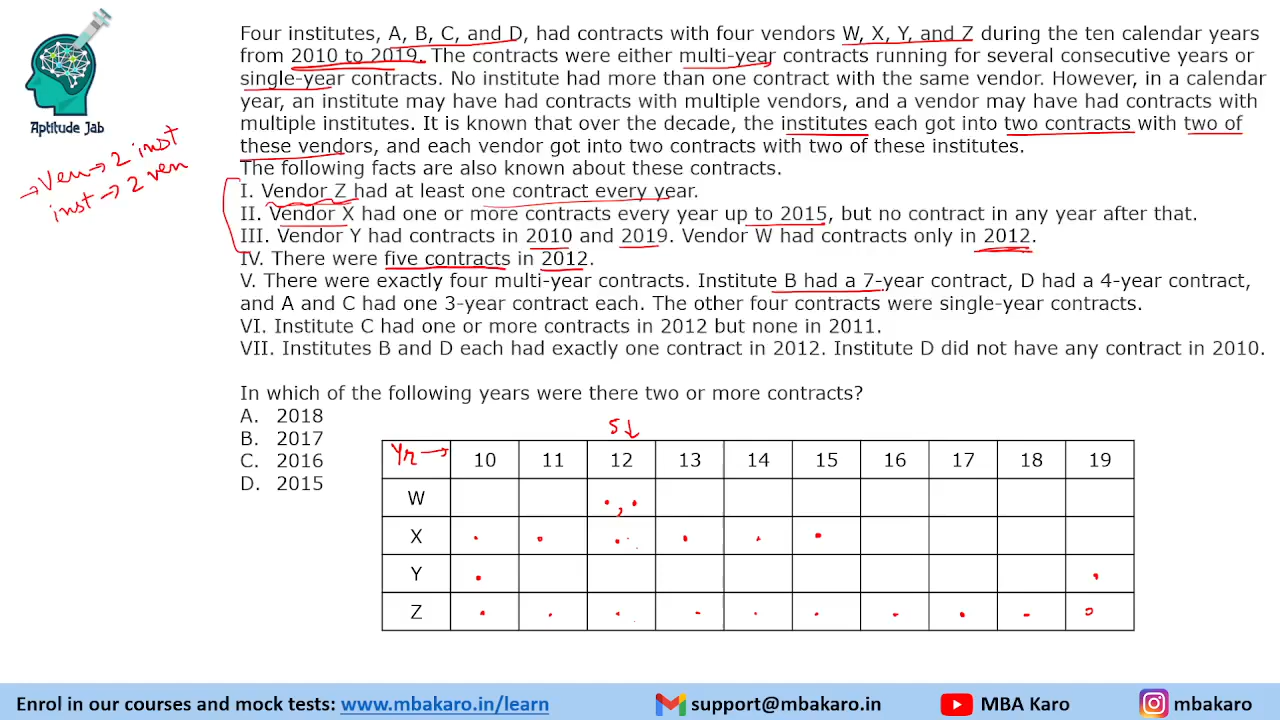 Four institutes, A, B, C, and D, had contracts with four vendors W, X, Y, and Z during the ten calendar years
from 2010 to 2019. The contracts were either multi-year contracts running for several consecutive years or
single-year contracts. No institute had more than one contract with the same vendor. However, in a calendar
year, an institute may have had contracts with multiple vendors, and a vendor may have had contracts with
multiple institutes. It is known that over the decade, the institutes each got into two contracts with two of
these vendors, and each vendor got into two contracts with two of these institutes.
The following facts are also known about these contracts.
I. Vendor Z had at least one contract every year.
II. Vendor X had one or more contracts every year up to 2015, but no contract in any year after that.
III. Vendor Y had contracts in 2010 and 2019. Vendor W had contracts only in 2012.
IV. There were five contracts in 2012.
V. There were exactly four multi-year contracts. Institute B had a 7-year contract, D had a 4-year contract,
and A and C had one 3-year contract each. The other four contracts were single-year contracts.
VI. Institute C had one or more contracts in 2012 but none in 2011.
VII. Institutes B and D each had exactly one contract in 2012. Institute D did not have any contract in 2010.
Aptitude Jab
→ Ven → 2 inst
inst → 2 ven
In which of the following years were there two or more contracts?
A. 2018
B. 2017
C. 2016
D. 2015
5↓
Yr → 10 11 12 13 14 15 16 17 18 19
W
X
Y
Z
Enrol in our courses and mock tests: www.mbakaro.in/learn support@mbakaro.in MBA Karo mbakaro